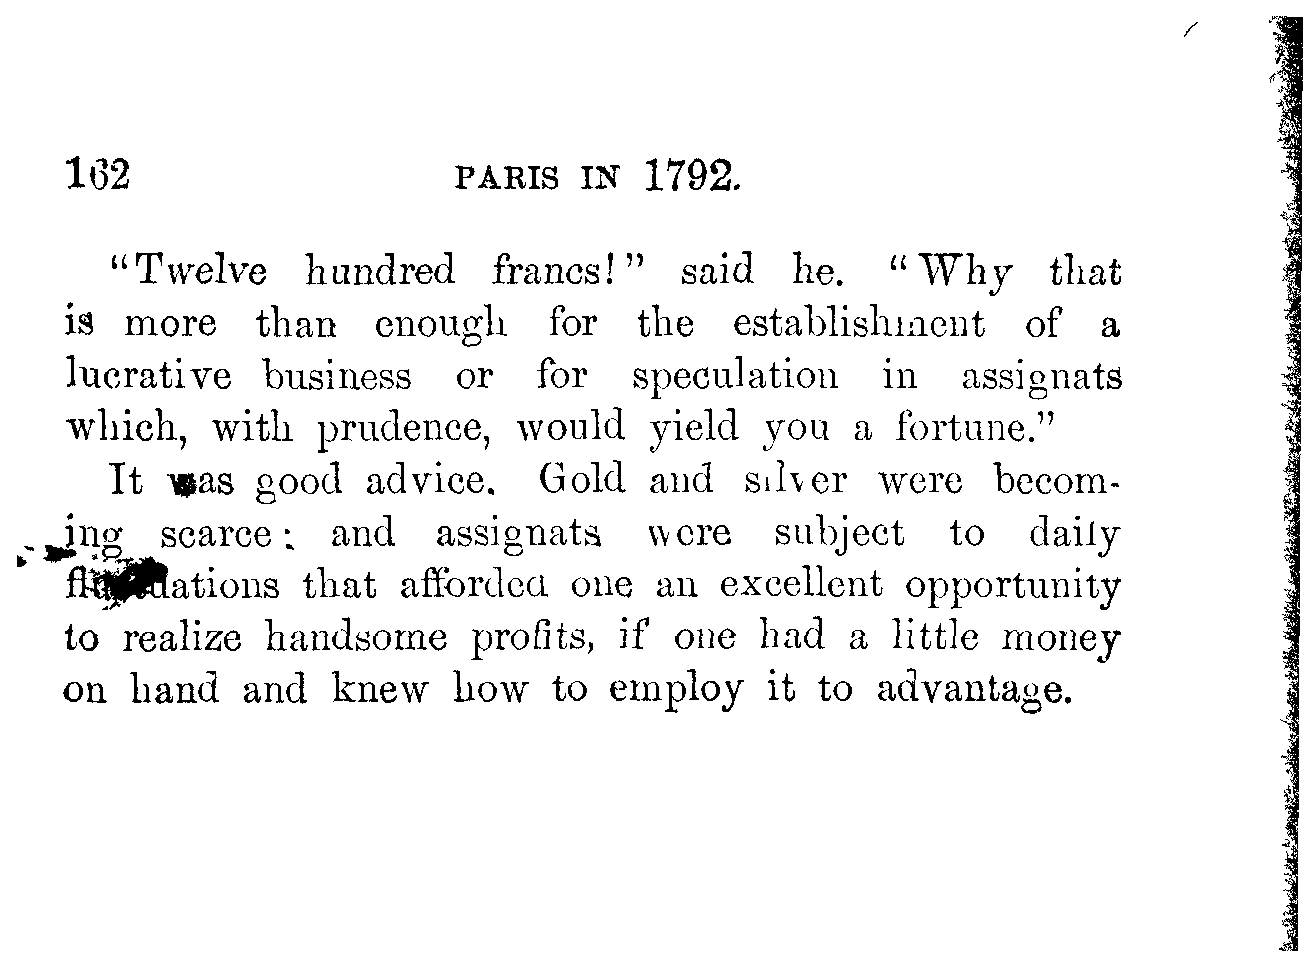 162 PARIS IN 1792.
"Twelve hundred francs!" said he. "Why that
is more than enough for the establishment of a
lucrative business or for speculation in assignats
which, with prudence, would yield you a fortune."
It was good advice. Gold and silver were becom-
ing scarce; and assignats were subject to daily
that afforded one an excellent opportunity
to realize handsome profits, if one had a little money
on hand and knew how to employ it to advantage.